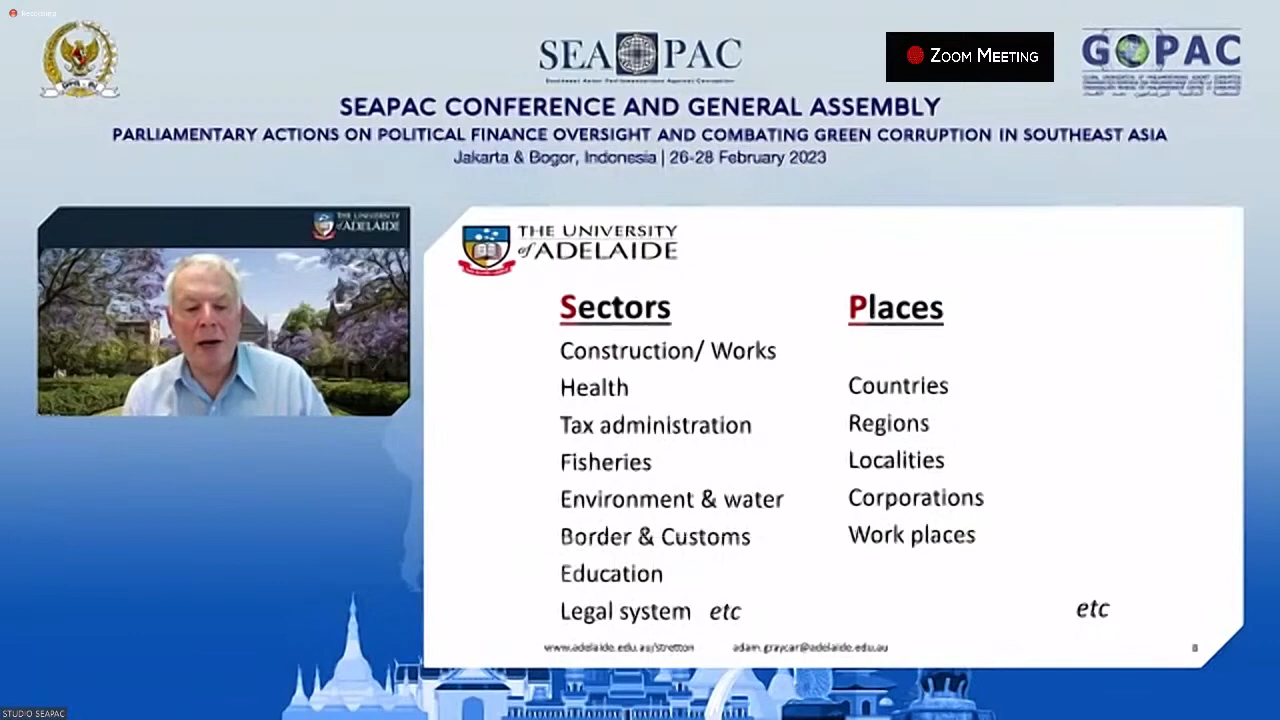 Recording
SEAPAC
ZOOM MEETING
GOPAC
SEAPAC CONFERENCE AND GENERAL ASSEMBLY
PARLIAMENTARY ACTIONS ON POLITICAL FINANCE OVERSIGHT AND COMBATING GREEN CORRUPTION IN SOUTHEAST ASIA
Jakarta & Bogor, Indonesia | 26-28 February 2023
THE UNIVERSITY
of ADELAIDE
THE UNIVERSITY
of ADELAIDE
Sectors
Construction/ Works
Health
Tax administration
Fisheries
Environment & water
Border & Customs
Education
Legal system etc
Places
Countries
Regions
Localities
Corporations
Work places
etc
www.adelaide.edu.au/stretton adam.graycar@adelaide.edu.au 8
STUDIO SEAPAC